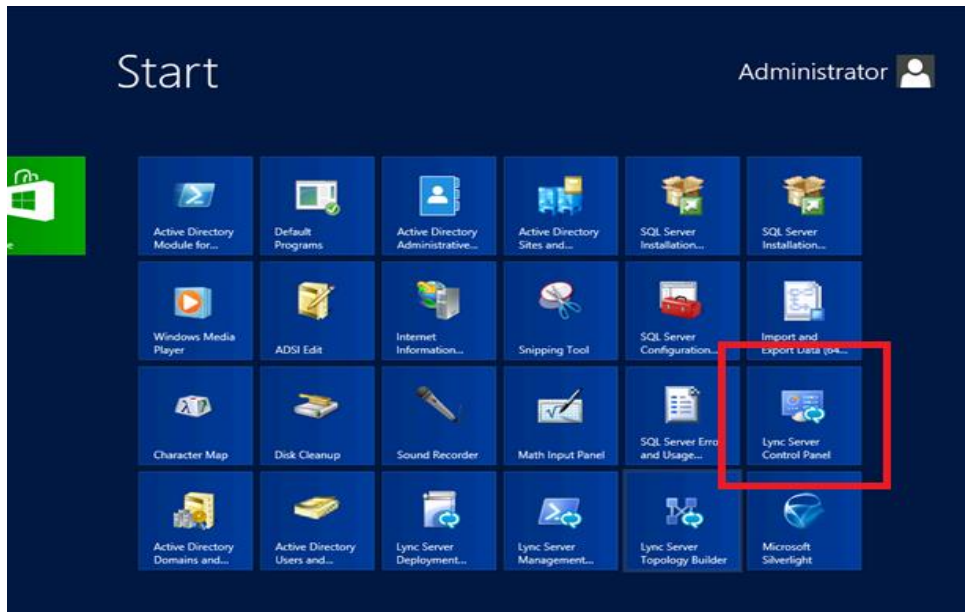 Start
Administrator
e
Active Directory
Module for...
Default
Programs
Active Directory
Administrative...
Active Directory
Sites and...
SQL Server
Installation...
SQL Server
Installation...
Windows Media
Player
ADSI Edit
Internet
Information...
Snipping Tool
SQL Server
Configuration...
Import and
Export Data (64...
Character Map
Disk Cleanup
Sound Recorder
Math Input Panel
SQL Server Erro
and Usage...
Lync Server
Control Panel
Active Directory
Domains and...
Active Directory
Users and...
Lync Server
Deployment...
Lync Server
Management...
Lync Server
Topology Builder
Microsoft
Silverlight